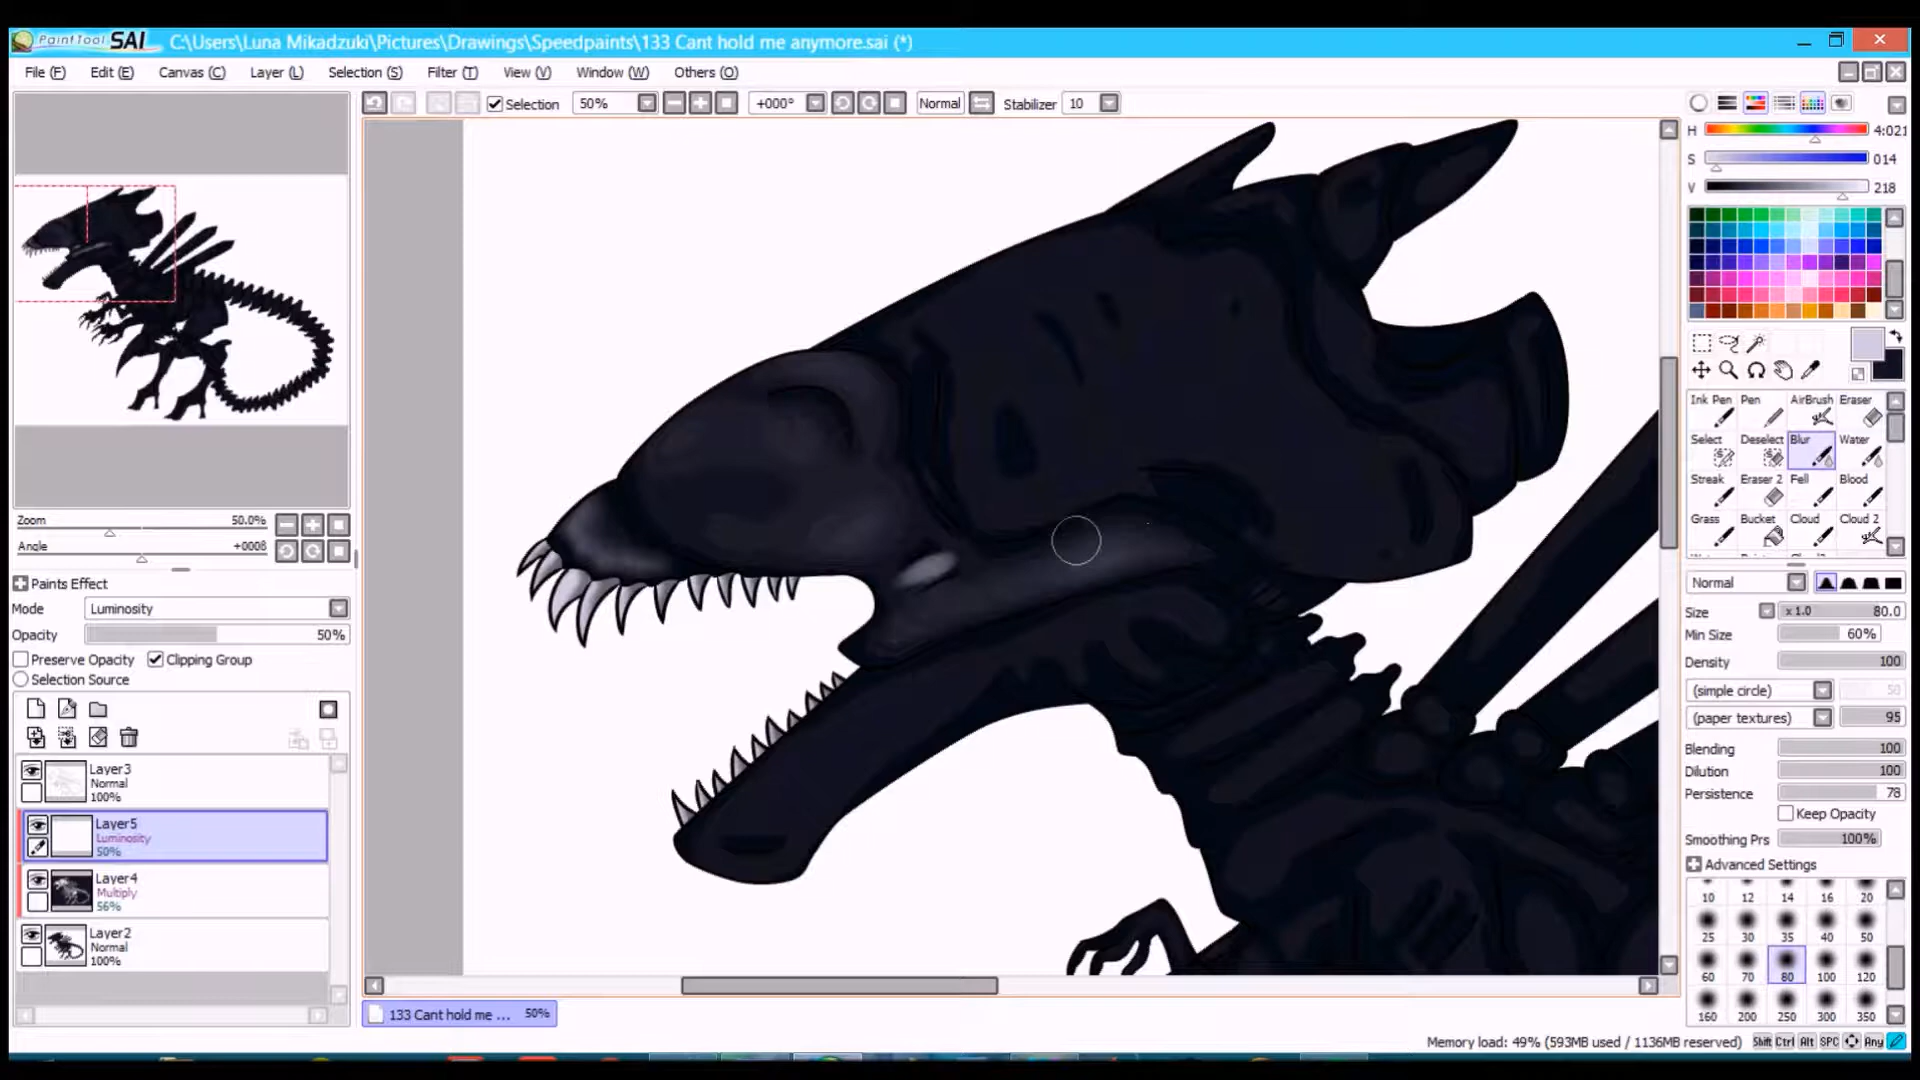 PaintTool SAI C:\Users\Luna Mikadzuki\Pictures\Drawings\Speedpaints\133 Cant hold me anymore.sai (*)
File (F) Edit (E) Canvas (C) Layer (L) Selection (S) Filter (T) View (V) Window (W) Others (O)
Selection 50% +000° Normal Stabilizer 10
H 4:021
S 014
V 218
Ink Pen Pen AirBrush Eraser
Select Deselect Blur Water
Streak Eraser 2 Fell Blood
Grass Bucket Cloud Cloud 2
Zoom 50.0%
Angle +000ß
Paints Effect
Mode Luminosity
Opacity 50%
Preserve Opacity Clipping Group
Selection Source
Layer3
Normal
100%
Layer5
Luminosity
50%
Layer4
Multiply
56%
Layer2
Normal
100%
Normal
Size x 1.0 80.0
Min Size 60%
Density 100
(simple circle) 50
(paper textures) 95
Blending 100
Dilution 100
Persistence 78
Keep Opacity
Smoothing Prs 100%
Advanced Settings
10 12 14 16 20
25 30 35 40 50
60 70 80 100 120
160 200 250 300 350
133 Cant hold me ... 50%
Memory load: 49% (593MB used / 1136MB reserved) Shift Ctrl Alt SPC Any